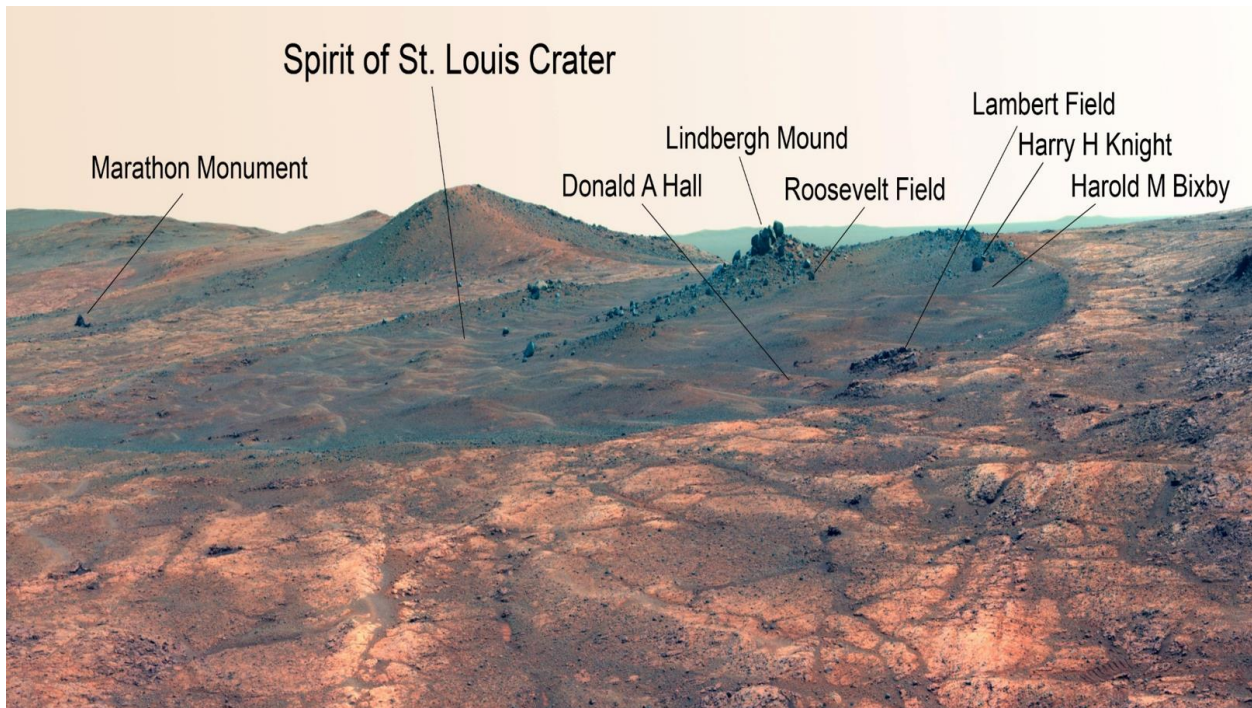 Spirit of St. Louis Crater
Lambert Field
Lindbergh Mound
Harry H Knight
Marathon Monument
Donald A Hall
Roosevelt Field
Harold M Bixby